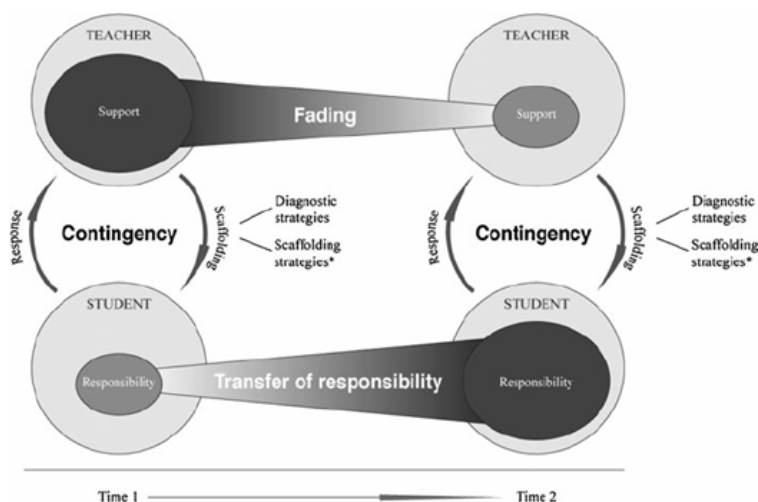 TEACHER
TEACHER
Support
Fading
Support
Response
Contingency
Scaffolding
Diagnostic
strategies
Scaffolding
strategies*
Response
Contingency
Scaffolding
Diagnostic
strategies
Scaffolding
strategies*
STUDENT
STUDENT
Responsibility
Transfer of responsibility
Responsibility
Time 1
Time 2